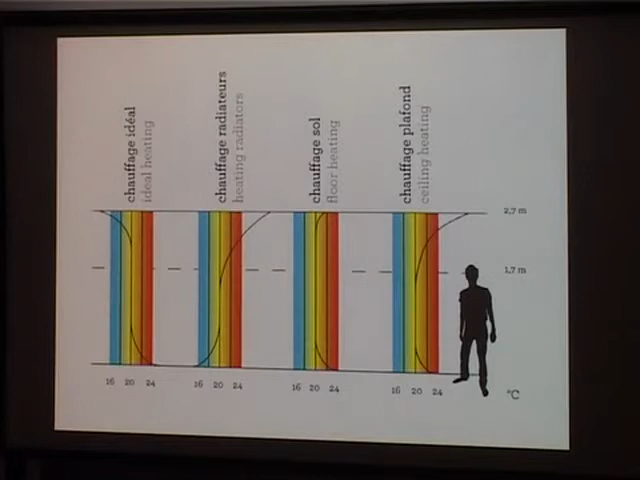 chauffage idéal
ideal heating
chauffage radiateurs
heating radiators
chauffage sol
floor heating
chauffage plafond
ceiling heating
2,7 m
1,7 m
16 20 24
16 20 24
16 20 24
16 20 24
°C